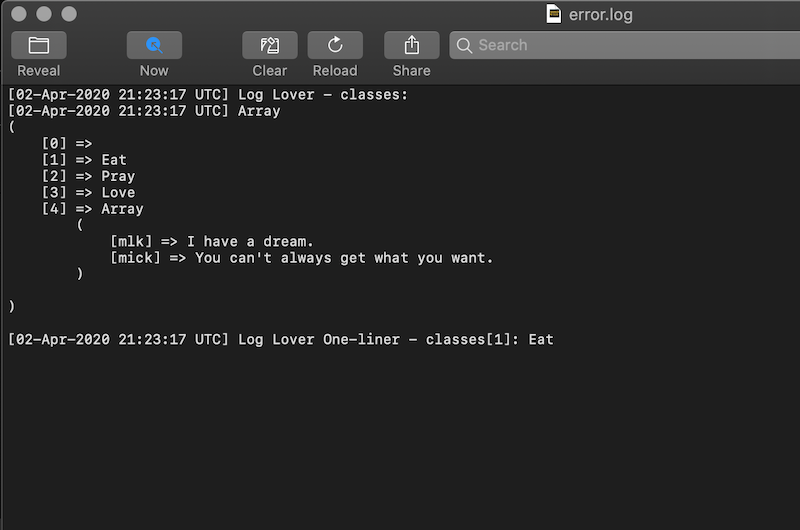 error.log
Reveal
Now
Clear
Reload
Share
Search
[02-Apr-2020 21:23:17 UTC] Log Lover - classes:
[02-Apr-2020 21:23:17 UTC] Array
(
    [0] =>
    [1] => Eat
    [2] => Pray
    [3] => Love
    [4] => Array
        (
            [mlk] => I have a dream.
            [mick] => You can't always get what you want.
        )

)

[02-Apr-2020 21:23:17 UTC] Log Lover One-liner - classes[1]: Eat